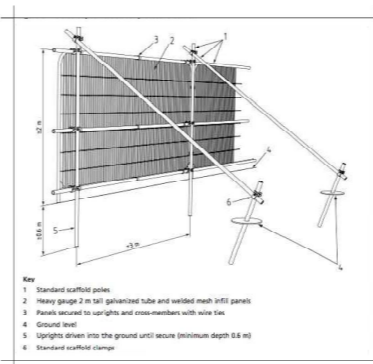 3
2
1
≥2 m
4
≥0.6 m
6
5
≤3 m
4
Key
1 Standard scaffold poles
2 Heavy gauge 2 m tall galvanized tube and welded mesh infill panels
3 Panels secured to uprights and cross-members with wire ties
4 Ground level
5 Uprights driven into the ground until secure (minimum depth 0.6 m)
6 Standard scaffold clamps